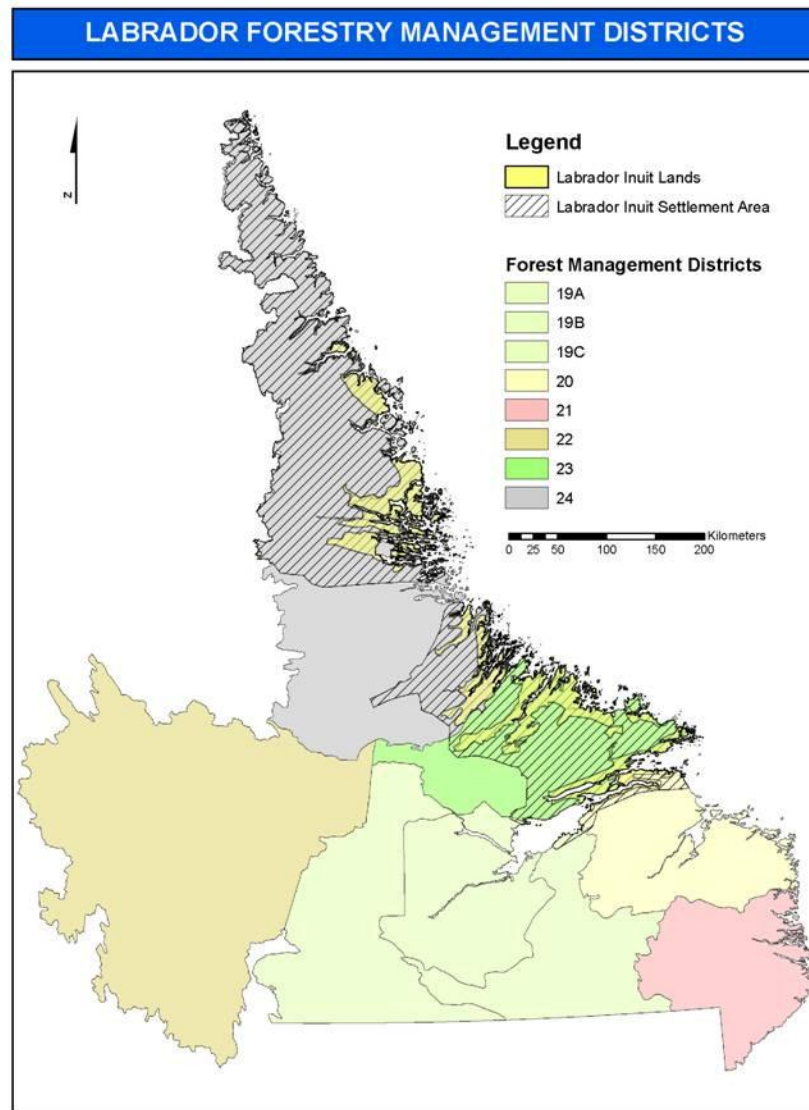 LABRADOR FORESTRY MANAGEMENT DISTRICTS
N
Legend
Labrador Inuit Lands
Labrador Inuit Settlement Area
Forest Management Districts
19A
19B
19C
20
21
22
23
24
Kilometers
0 25 50 100 150 200